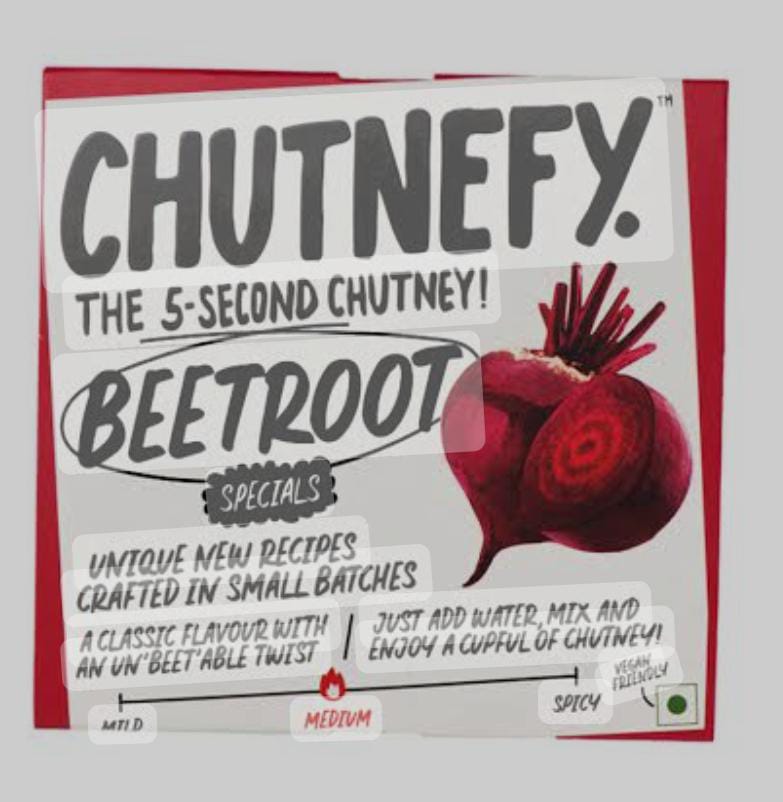 CHUTNEFY.™
THE 5-SECOND CHUTNEY!
BEETROOT
SPECIALS
UNIQUE NEW RECIPES
CRAFTED IN SMALL BATCHES
A CLASSIC FLAVOUR WITH
AN UN'BEET'ABLE TWIST
JUST ADD WATER, MIX AND
ENJOY A CUPFUL OF CHUTNEY!
VEGAN
FRIENDLY
MILD
MEDIUM
SPICY